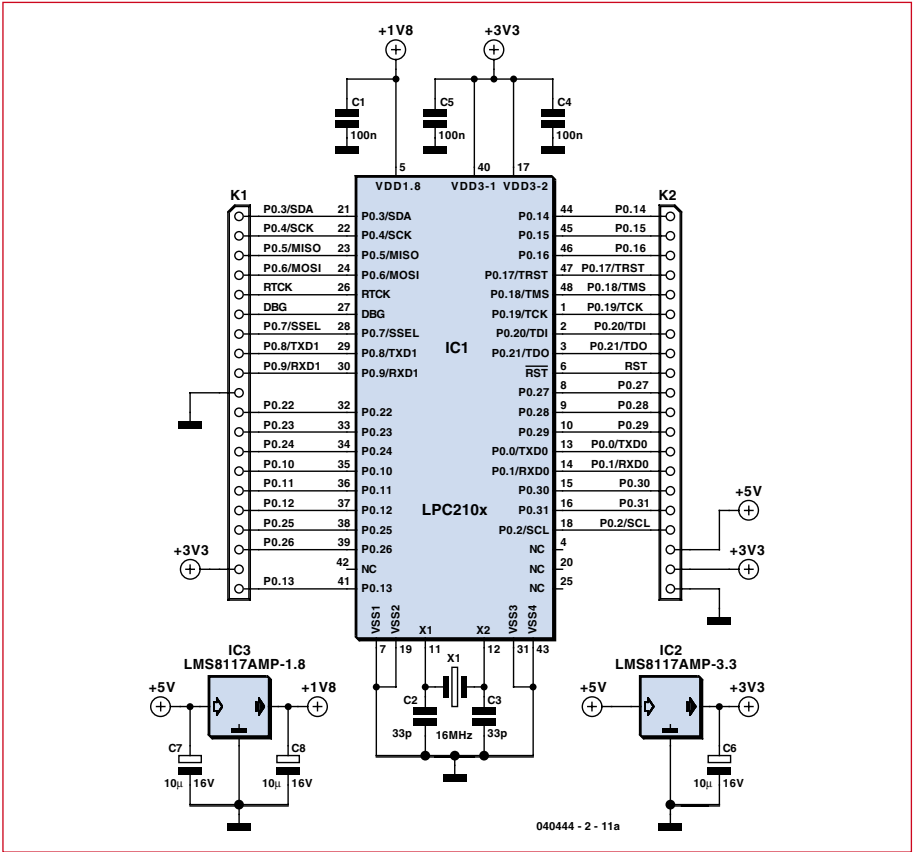 +1V8
+3V3
C1
100n
C5
100n
C4
100n
5
40
17
VDD1.8
VDD3-1
VDD3-2
K1
K2
P0.3/SDA 21 P0.3/SDA
P0.14 44 P0.14
P0.4/SCK 22 P0.4/SCK
P0.15 45 P0.15
P0.5/MISO 23 P0.5/MISO
P0.16 46 P0.16
P0.6/MOSI 24 P0.6/MOSI
P0.17/TRST 47 P0.17/TRST
RTCK 26 RTCK
P0.18/TMS 48 P0.18/TMS
DBG 27 DBG
P0.19/TCK 1 P0.19/TCK
P0.7/SSEL 28 P0.7/SSEL
P0.20/TDI 2 P0.20/TDI
P0.8/TXD1 29 P0.8/TXD1
IC1
P0.21/TDO 3 P0.21/TDO
P0.9/RXD1 30 P0.9/RXD1
RST 6 RST
P0.27 8 P0.27
P0.22 32 P0.22
P0.28 9 P0.28
P0.23 33 P0.23
P0.29 10 P0.29
P0.24 34 P0.24
P0.0/TXD0 13 P0.0/TXD0
P0.10 35 P0.10
P0.1/RXD0 14 P0.1/RXD0
P0.11 36 P0.11
P0.30 15 P0.30
P0.12 37 P0.12
LPC210x
P0.31 16 P0.31
+5V
P0.25 38 P0.25
P0.2/SCL 18 P0.2/SCL
+3V3
P0.26 39 P0.26
NC 4
+3V3
42 NC
NC 20
P0.13 41 P0.13
NC 25
VSS1
VSS2
X1
X2
VSS3
VSS4
7
19
11
12
31
43
X1
C2
33p
16MHz
C3
33p
IC3
LMS8117AMP-1.8
+5V
+1V8
C7
10µ 16V
C8
10µ 16V
IC2
LMS8117AMP-3.3
+5V
+3V3
C6
10µ 16V
040444 - 2 - 11a